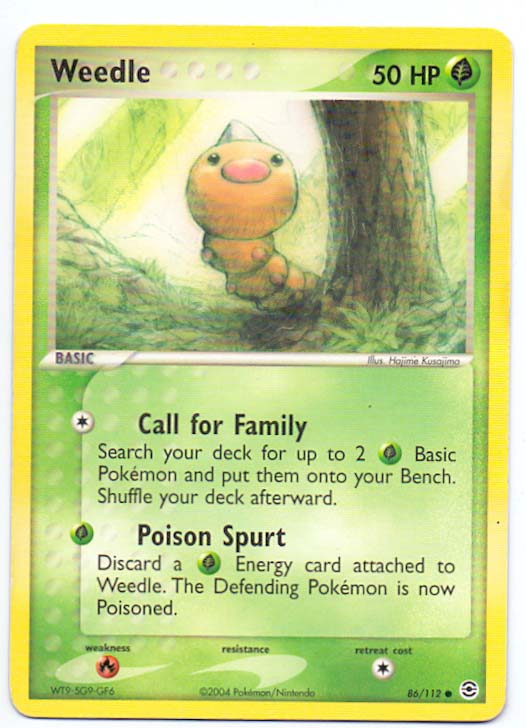 Weedle 50 HP
BASIC Illus. Hajime Kusajima
Call for Family
Search your deck for up to 2 Basic
Pokémon and put them onto your Bench.
Shuffle your deck afterward.
Poison Spurt
Discard a Energy card attached to
Weedle. The Defending Pokémon is now
Poisoned.
weakness resistance retreat cost
WT9-5G9-GF6 ©2004 Pokémon/Nintendo 86/112